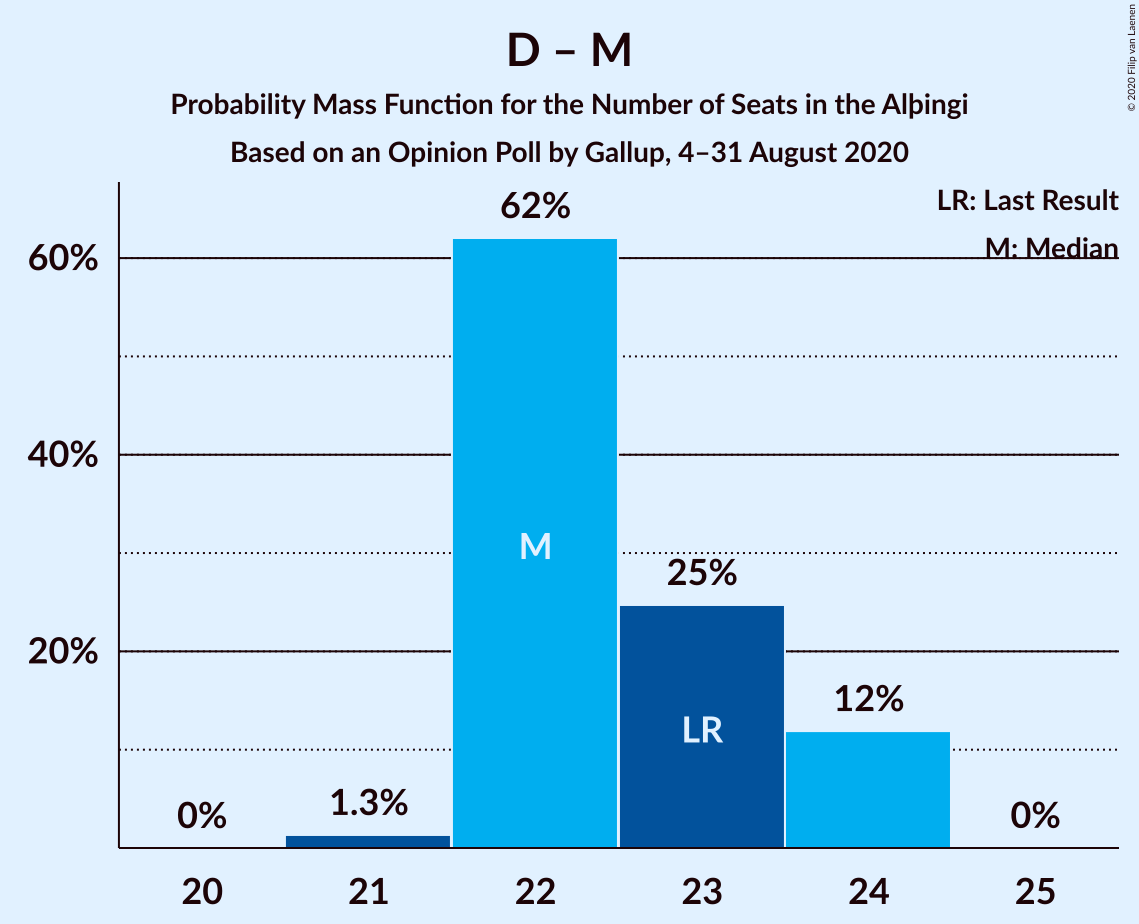 D – M
Probability Mass Function for the Number of Seats in the Alþingi
Based on an Opinion Poll by Gallup, 4–31 August 2020
© 2020 Filip van Laenen
LR: Last Result
M: Median
62%
60%
40%
M
25%
20%
12%
LR
1.3%
0%
0%
20 21 22 23 24 25